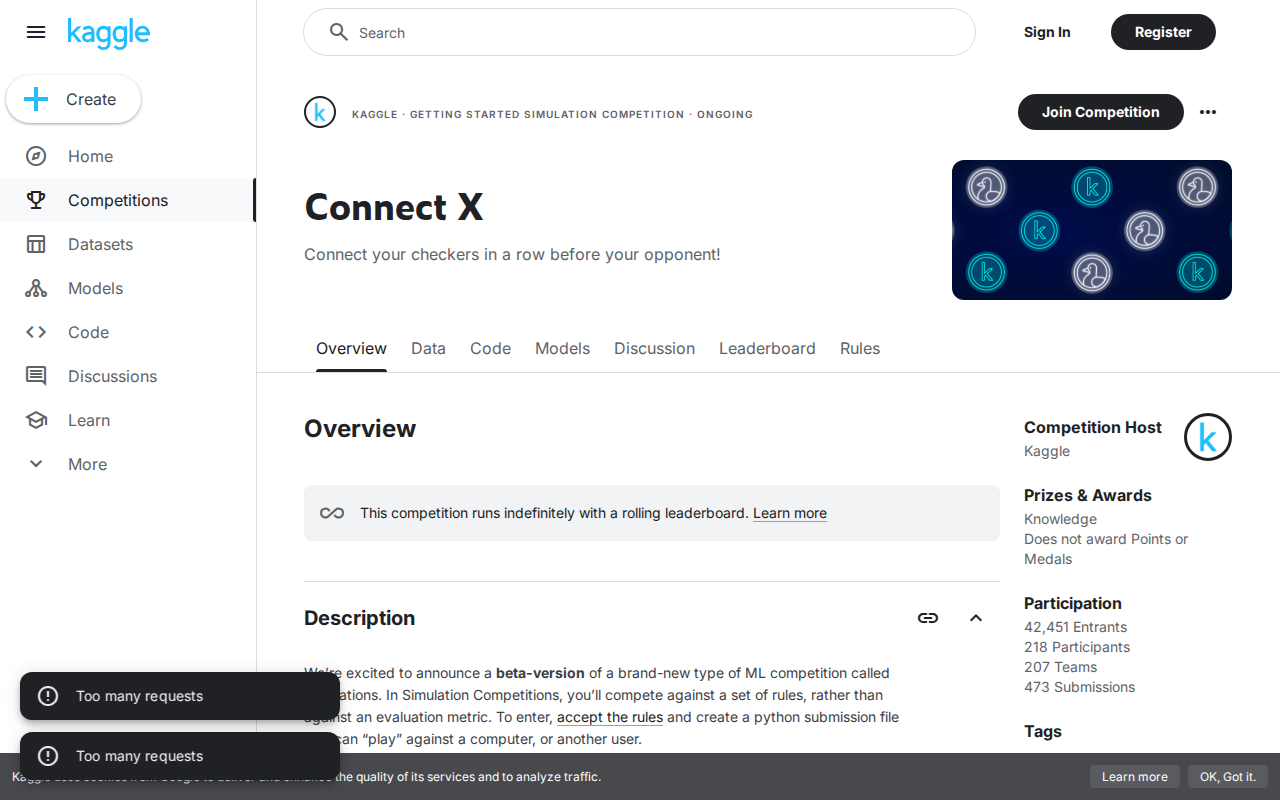 kaggle
Search
Sign In
Register
Create
Home
Competitions
Datasets
Models
Code
Discussions
Learn
More
KAGGLE · GETTING STARTED SIMULATION COMPETITION · ONGOING
Join Competition
Connect X
Connect your checkers in a row before your opponent!
Overview
Data
Code
Models
Discussion
Leaderboard
Rules
Overview
This competition runs indefinitely with a rolling leaderboard. Learn more
Description
We're excited to announce a beta-version of a brand-new type of ML competition called
In Simulation Competitions, you'll compete against a set of rules, rather than
an evaluation metric. To enter, accept the rules and create a python submission file
can “play” against a computer, or another user.
Competition Host
Kaggle
Prizes & Awards
Knowledge
Does not award Points or
Medals
Participation
42,451 Entrants
218 Participants
207 Teams
473 Submissions
Tags
Too many requests
Too many requests
the quality of its services and to analyze traffic.
Learn more
OK, Got it.